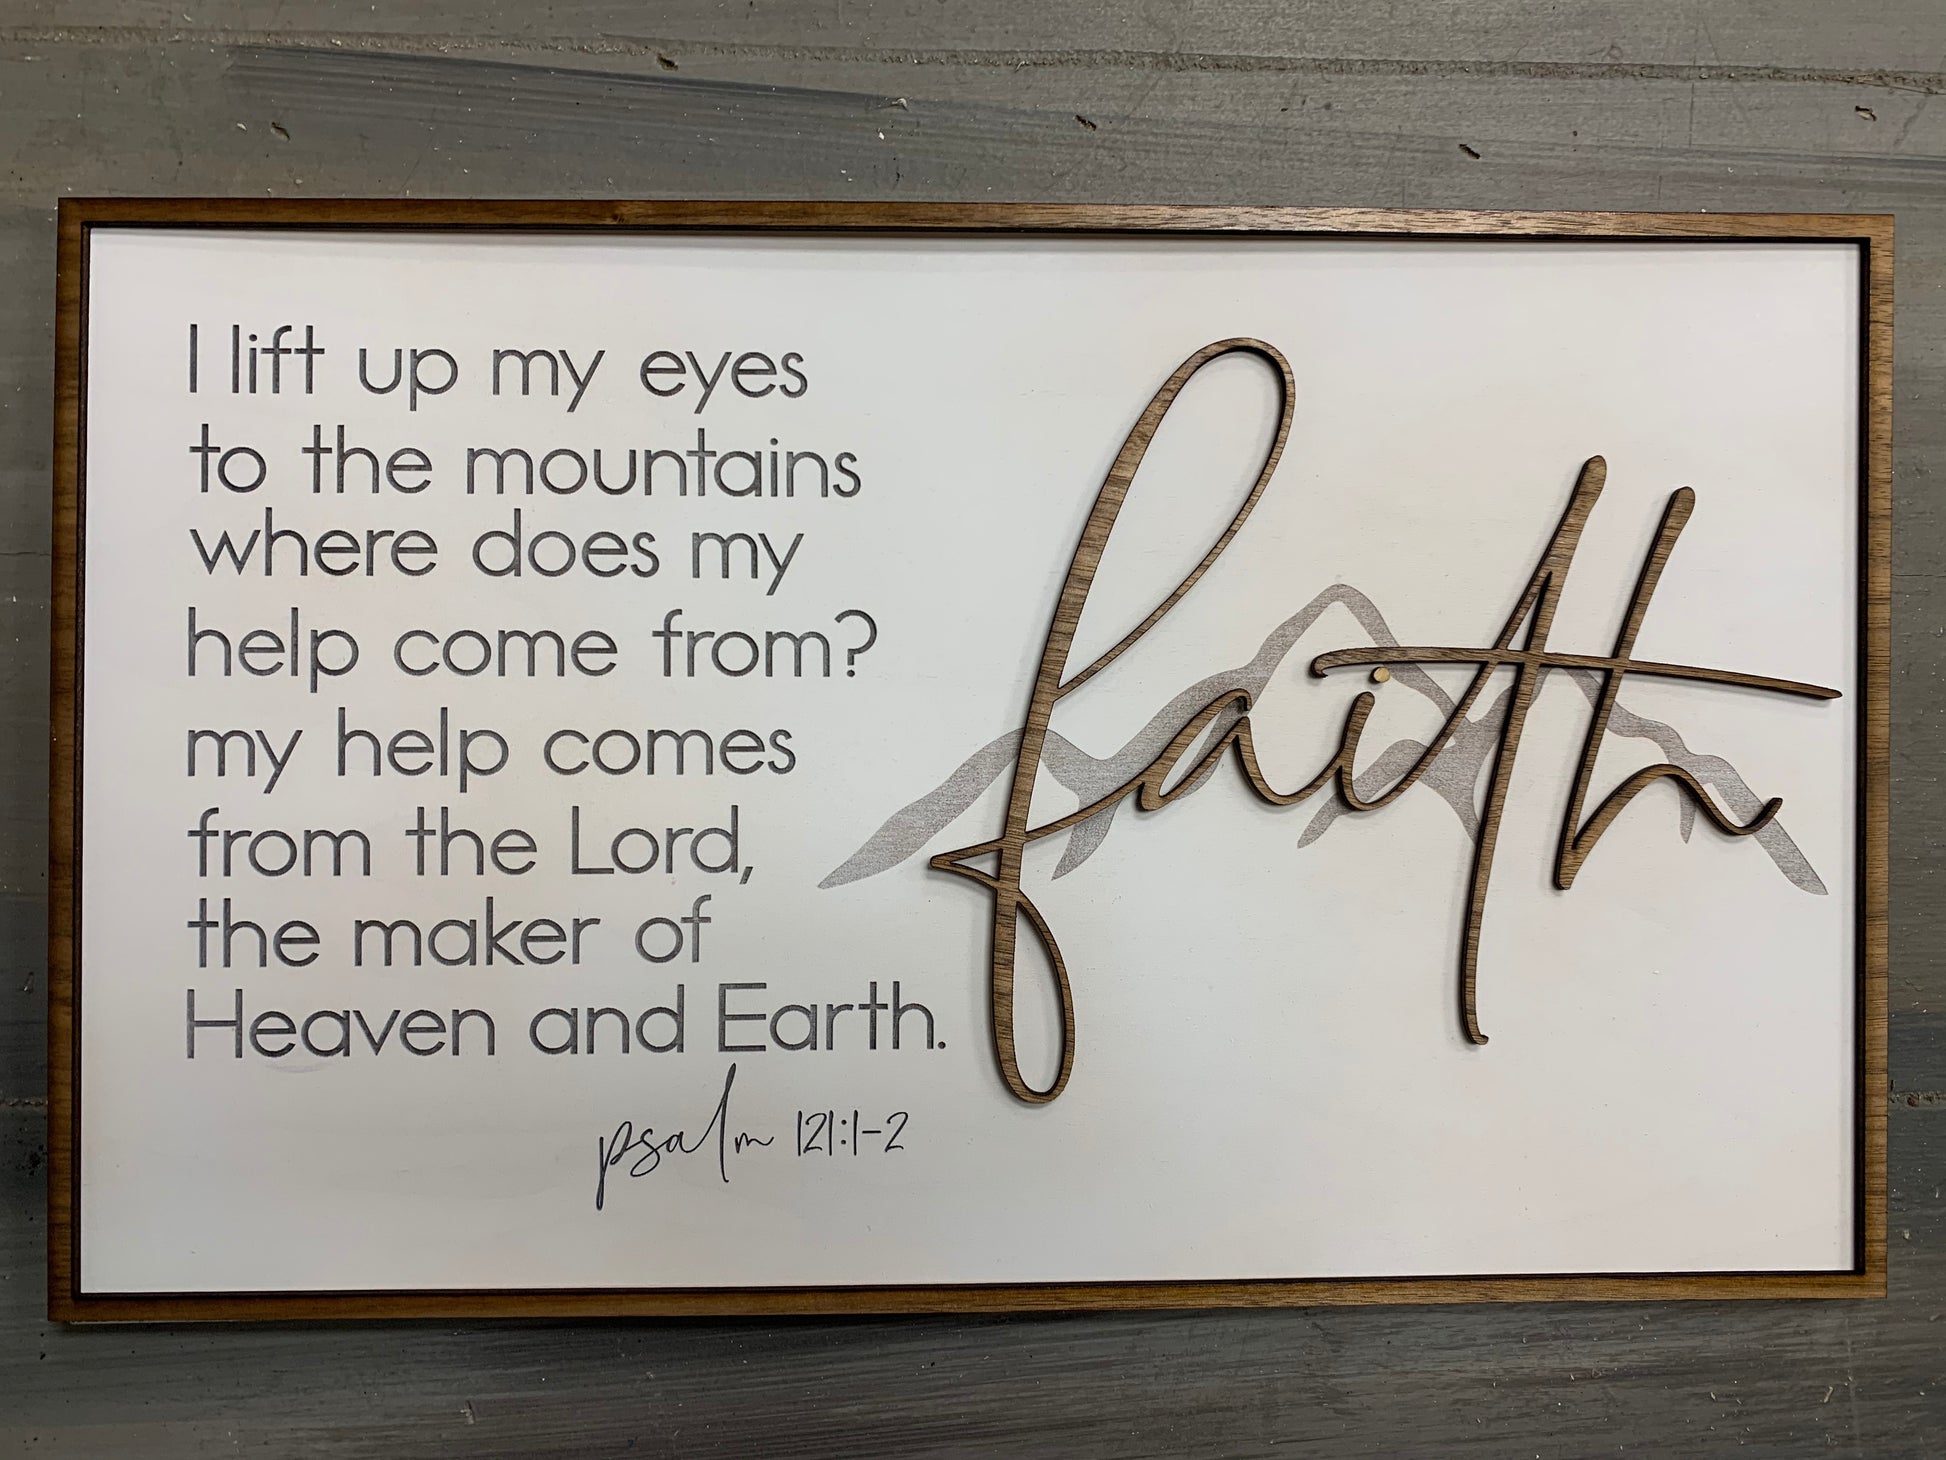 I lift up my eyes
to the mountains
where does my
help come from?
my help comes
from the Lord,
the maker of
Heaven and Earth.
psalm 121:1-2
faith